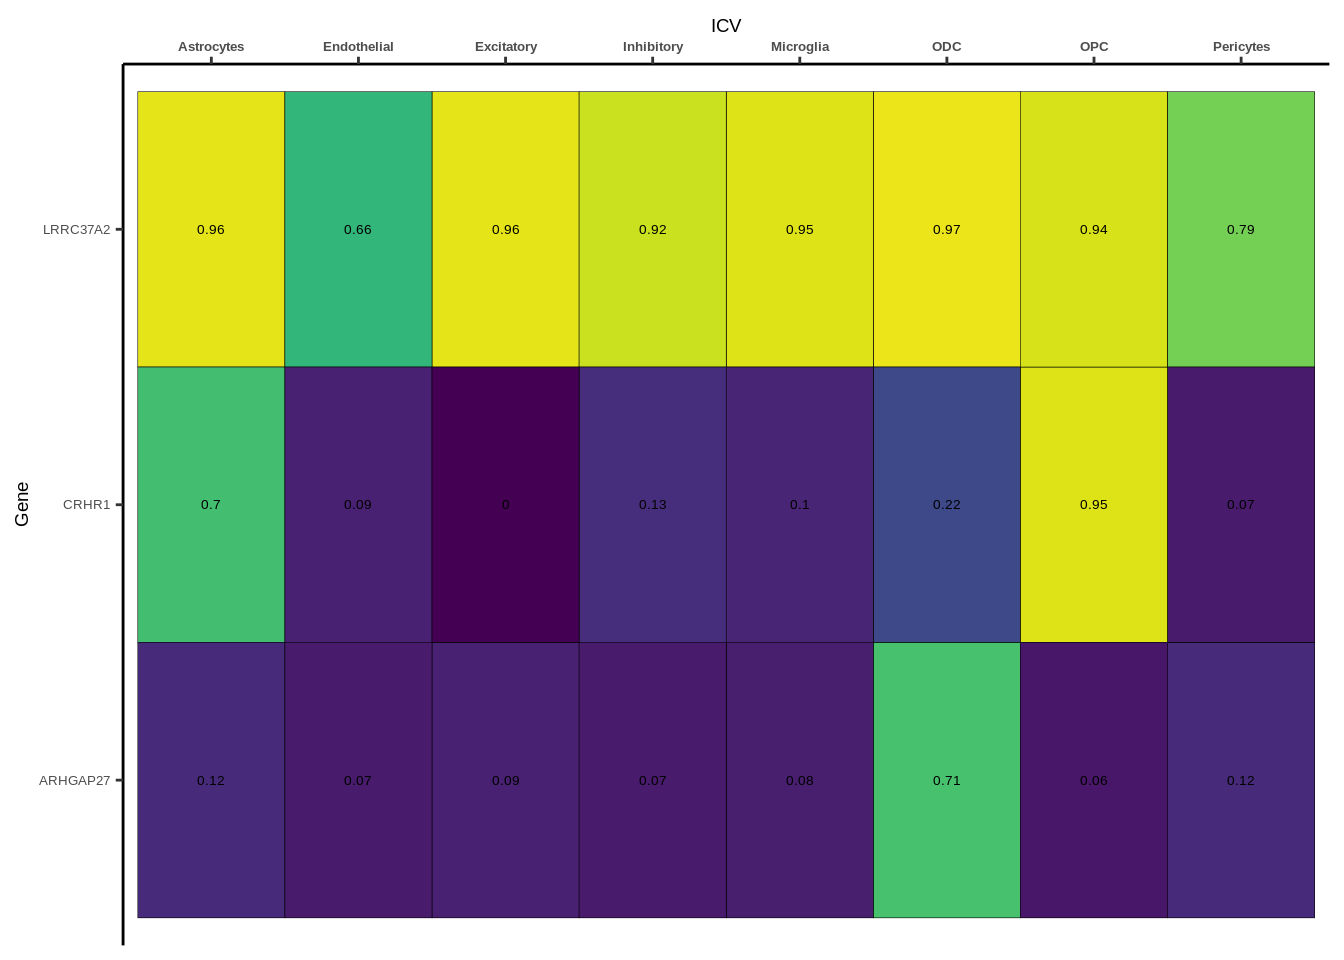 ICV
Astrocytes Endothelial Excitatory Inhibitory Microglia ODC OPC Pericytes
LRRC37A2 0.96 0.66 0.96 0.92 0.95 0.97 0.94 0.79
Gene
CRHR1 0.7 0.09 0 0.13 0.1 0.22 0.95 0.07
ARHGAP27 0.12 0.07 0.09 0.07 0.08 0.71 0.06 0.12